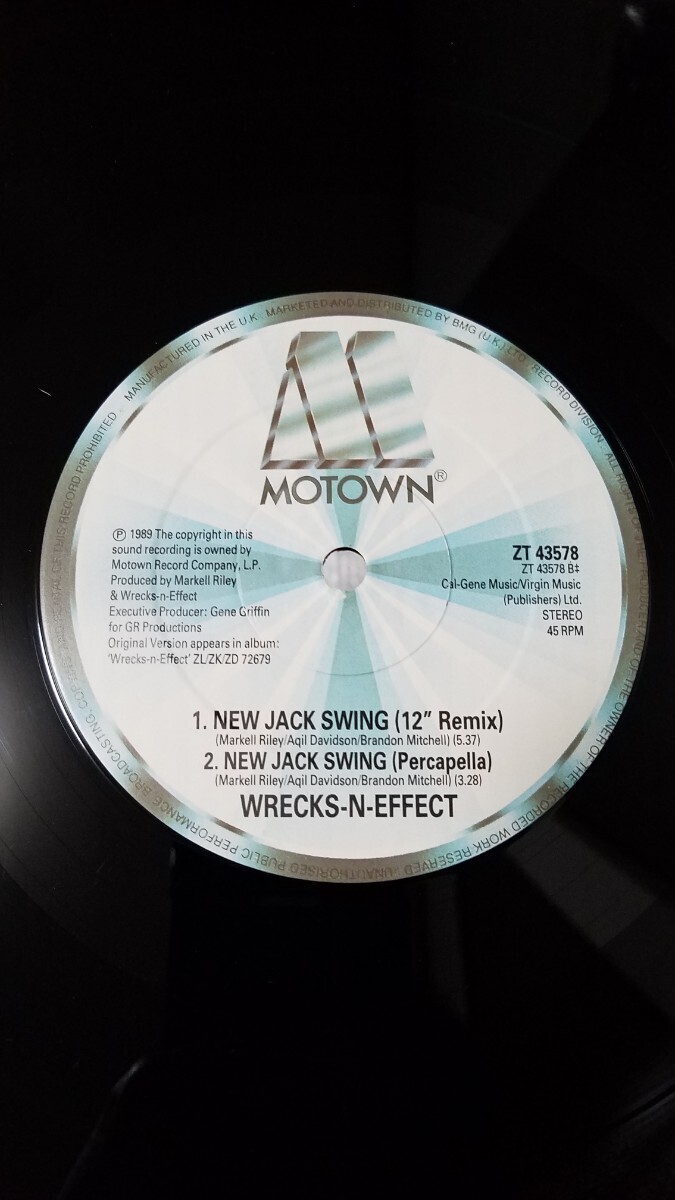 MANUFACTURED IN THE U.K. MARKETED AND DISTRIBUTED BY BMG (U.K.) LTD. RECORD DIVISION. ALL RIGHTS OF THE PRODUCER AND OF THE OWNER OF THE RECORDED WORK RESERVED. UNAUTHORISED PUBLIC PERFORMANCE, BROADCASTING, COPYING AND RENTAL OF THIS RECORD PROHIBITED.
MOTOWN®
℗ 1989 The copyright in this
sound recording is owned by
Motown Record Company, L.P.
Produced by Markell Riley
& Wrecks-n-Effect
Executive Producer: Gene Griffin
for GR Productions
Original Version appears in album:
'Wrecks-n-Effect' ZL/ZK/ZD 72679
ZT 43578
ZT 43578 B‡
Cal-Gene Music/Virgin Music
(Publishers) Ltd.
STEREO
45 RPM
1. NEW JACK SWING (12" Remix)
(Markell Riley/Aqil Davidson/Brandon Mitchell) (5.37)
2. NEW JACK SWING (Percapella)
(Markell Riley/Aqil Davidson/Brandon Mitchell) (3.28)
WRECKS-N-EFFECT